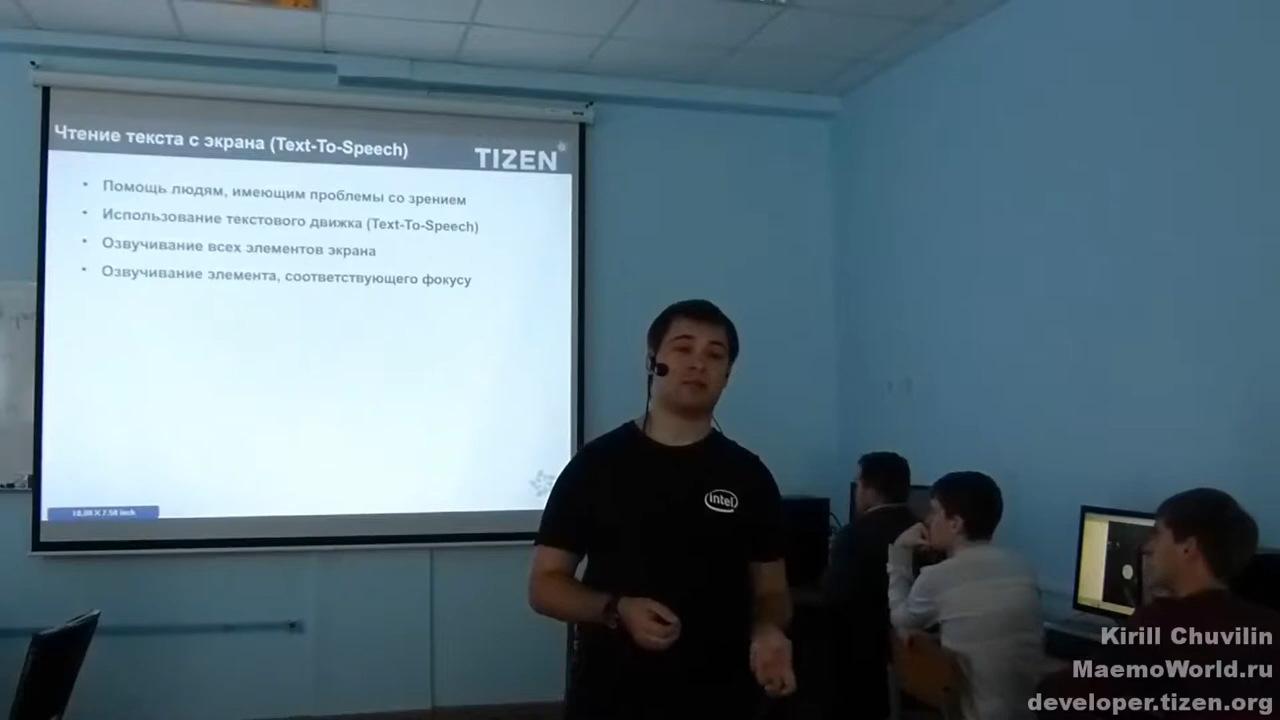 Чтение текста с экрана (Text-To-Speech)
TIZEN
• Помощь людям, имеющим проблемы со зрением
• Использование текстового движка (Text-To-Speech)
• Озвучивание всех элементов экрана
• Озвучивание элемента, соответствующего фокусу
intel
Kirill Chuvilin
MaemoWorld.ru
developer.tizen.org